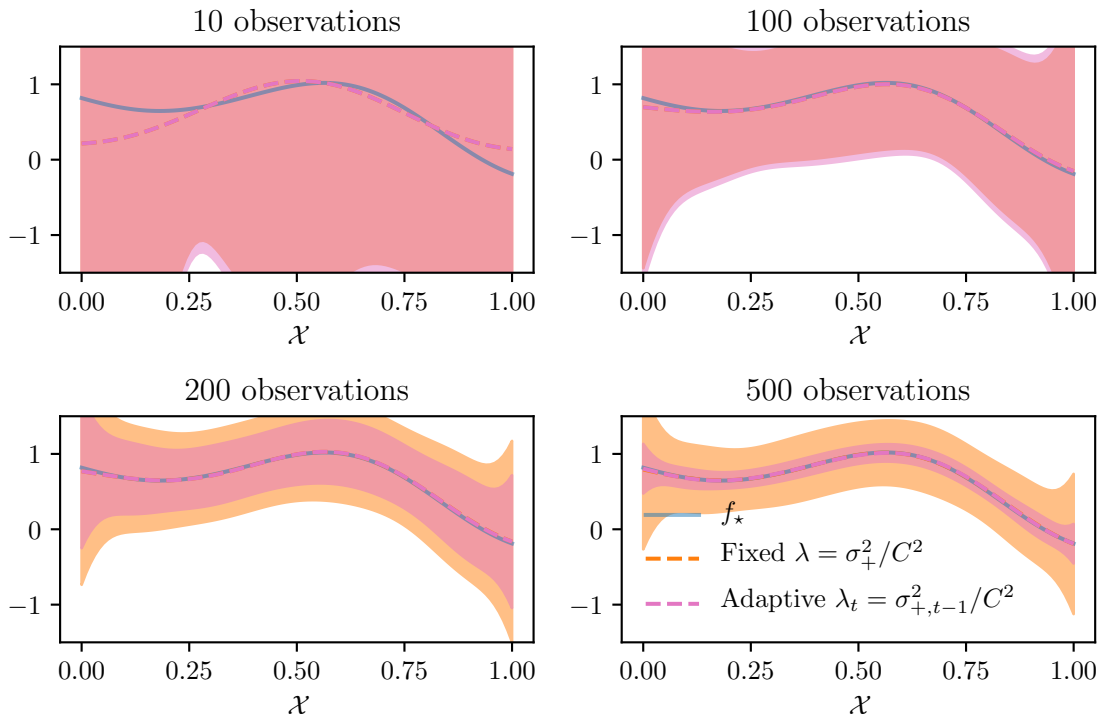 10 observations
100 observations
1
0
−1
0.00 0.25 0.50 0.75 1.00
𝒳
1
0
−1
0.00 0.25 0.50 0.75 1.00
𝒳
200 observations
500 observations
1
0
−1
0.00 0.25 0.50 0.75 1.00
𝒳
1
0
−1
f⋆
Fixed λ = σ²₊/C²
Adaptive λₜ = σ²₊,ₜ₋₁/C²
0.00 0.25 0.50 0.75 1.00
𝒳